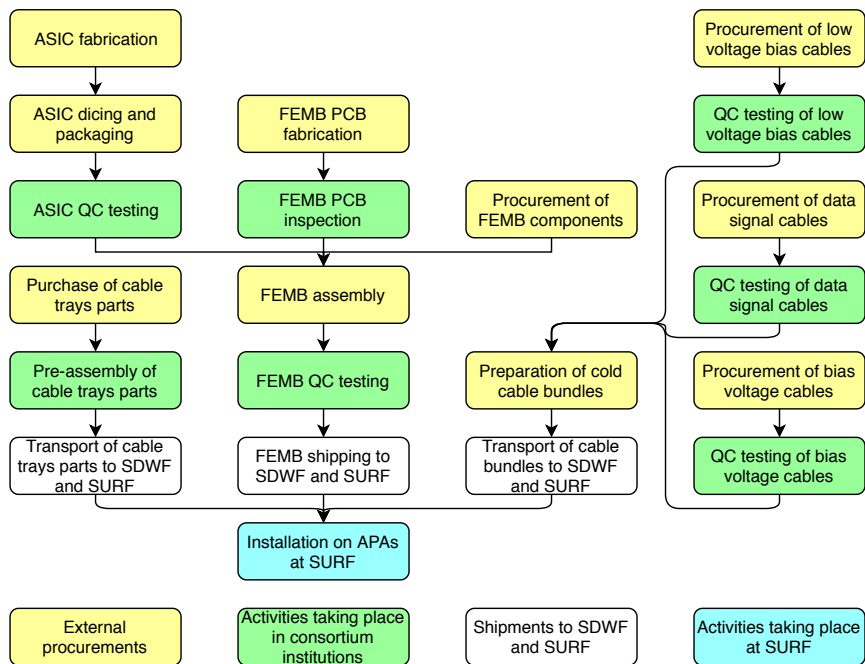 ASIC fabrication
Procurement of low
voltage bias cables
ASIC dicing and
packaging
FEMB PCB
fabrication
QC testing of low
voltage bias cables
ASIC QC testing
FEMB PCB
inspection
Procurement of
FEMB components
Procurement of data
signal cables
Purchase of cable
trays parts
FEMB assembly
QC testing of data
signal cables
Pre-assembly of
cable trays parts
FEMB QC testing
Preparation of cold
cable bundles
Procurement of bias
voltage cables
Transport of cable
trays parts to SDWF
and SURF
FEMB shipping to
SDWF and SURF
Transport of cable
bundles to SDWF
and SURF
QC testing of bias
voltage cables
Installation on APAs
at SURF
External
procurements
Activities taking place
in consortium
institutions
Shipments to SDWF
and SURF
Activities taking place
at SURF